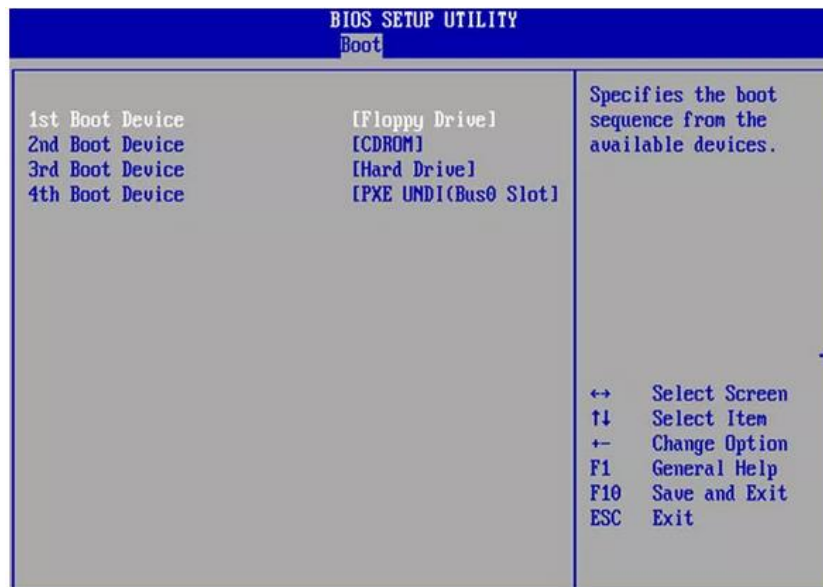 BIOS SETUP UTILITY
Boot
1st Boot Device [Floppy Drive]
2nd Boot Device [CDROM]
3rd Boot Device [Hard Drive]
4th Boot Device [PXE UNDI(Bus0 Slot]
Specifies the boot
sequence from the
available devices.
↔ Select Screen
↑↓ Select Item
+- Change Option
F1 General Help
F10 Save and Exit
ESC Exit